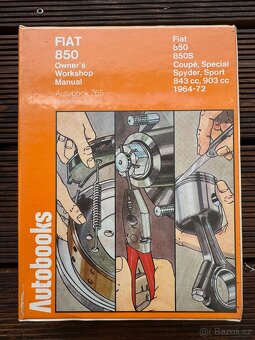 FIAT
850
Owner's
Workshop
Manual
Autobook 765
Fiat
850
850S
Coupé, Special
Spyder, Sport
843 cc, 903 cc
1964-72
Autobooks
© Bazoš.cz